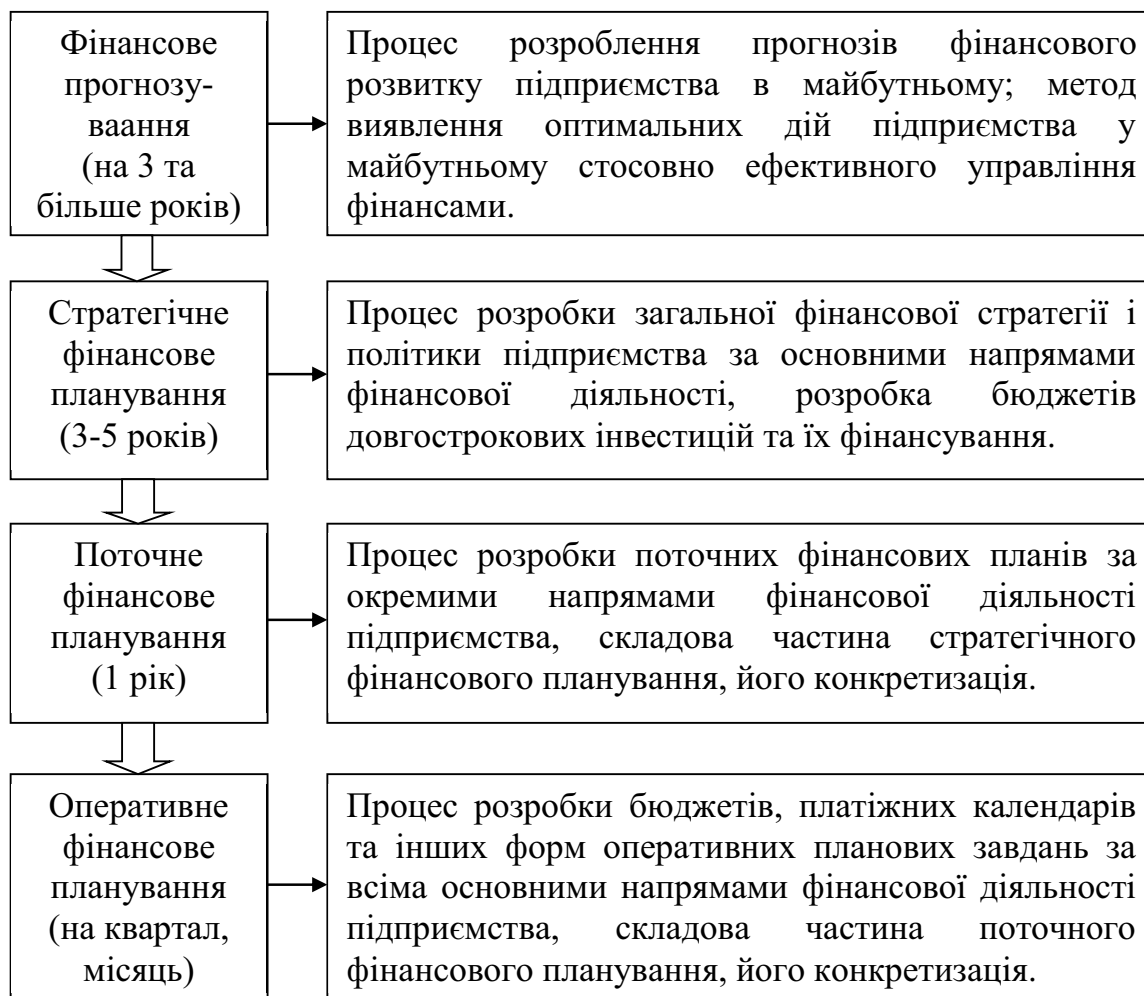 Фінансове
прогнозу-
ваання
(на 3 та
більше років)
Процес розроблення прогнозів фінансового
розвитку підприємства в майбутньому; метод
виявлення оптимальних дій підприємства у
майбутньому стосовно ефективного управління
фінансами.
Стратегічне
фінансове
планування
(3-5 років)
Процес розробки загальної фінансової стратегії і
політики підприємства за основними напрямами
фінансової діяльності, розробка бюджетів
довгострокових інвестицій та їх фінансування.
Поточне
фінансове
планування
(1 рік)
Процес розробки поточних фінансових планів за
окремими напрямами фінансової діяльності
підприємства, складова частина стратегічного
фінансового планування, його конкретизація.
Оперативне
фінансове
планування
(на квартал,
місяць)
Процес розробки бюджетів, платіжних календарів
та інших форм оперативних планових завдань за
всіма основними напрямами фінансової діяльності
підприємства, складова частина поточного
фінансового планування, його конкретизація.